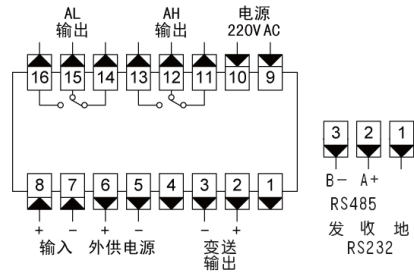 AL AH 电源
输出 输出 220V AC
16 15 14 13 12 11 10 9
8 7 6 5 4 3 2 1
+ − + − − +
输入 外供电源 变送
输出
3 2 1
B− A+
RS485
发 收 地
RS232